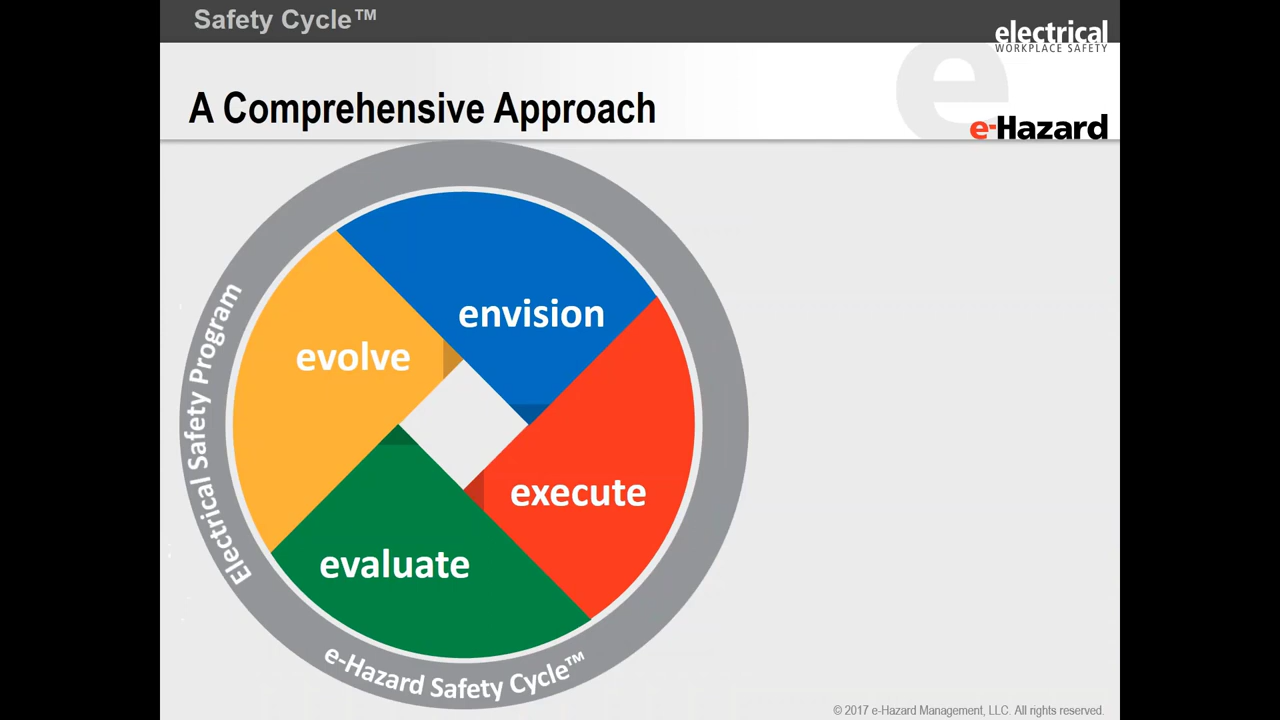 Safety Cycle™
electrical
WORKPLACE SAFETY
A Comprehensive Approach
e
e-Hazard
envision
evolve
execute
evaluate
Electrical Safety Program
e-Hazard Safety Cycle™
© 2017 e-Hazard Management, LLC. All rights reserved.